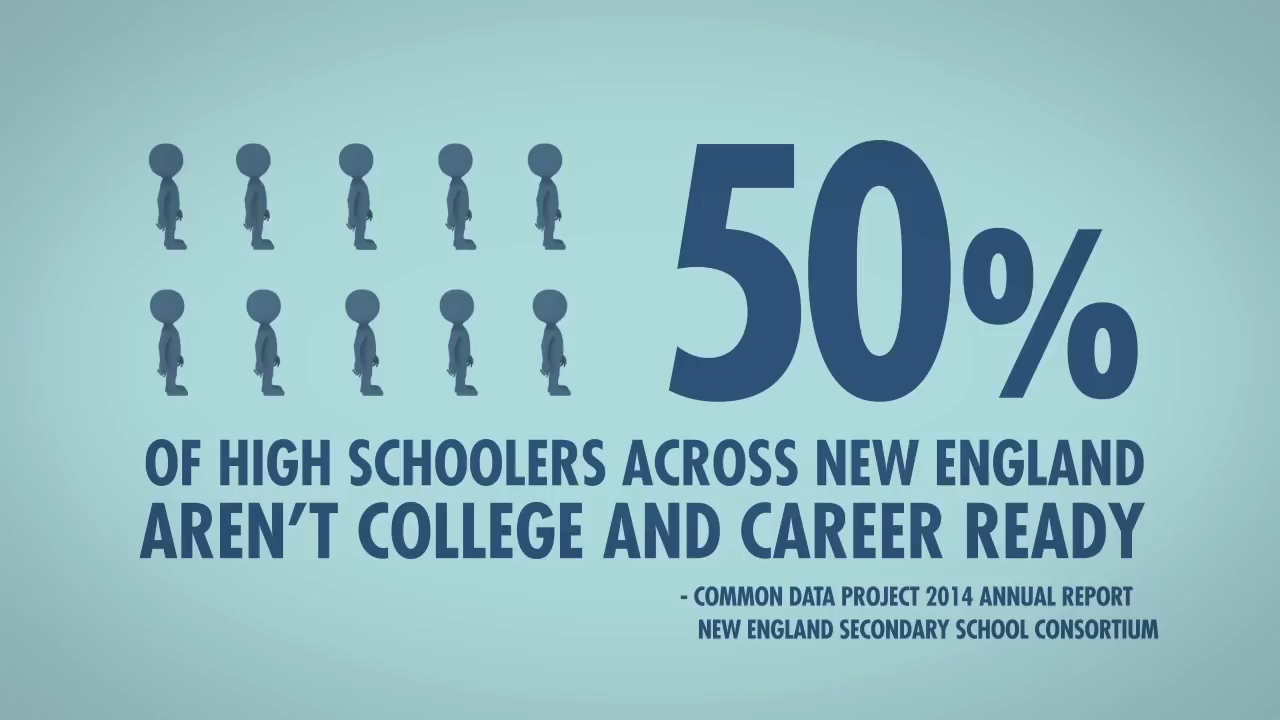 50%
OF HIGH SCHOOLERS ACROSS NEW ENGLAND
AREN'T COLLEGE AND CAREER READY
- COMMON DATA PROJECT 2014 ANNUAL REPORT
NEW ENGLAND SECONDARY SCHOOL CONSORTIUM